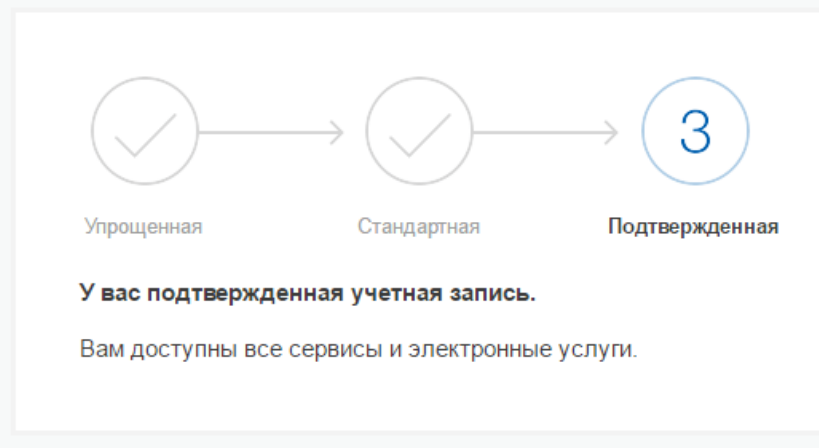 3
Упрощенная Стандартная Подтвержденная
У вас подтвержденная учетная запись.
Вам доступны все сервисы и электронные услуги.